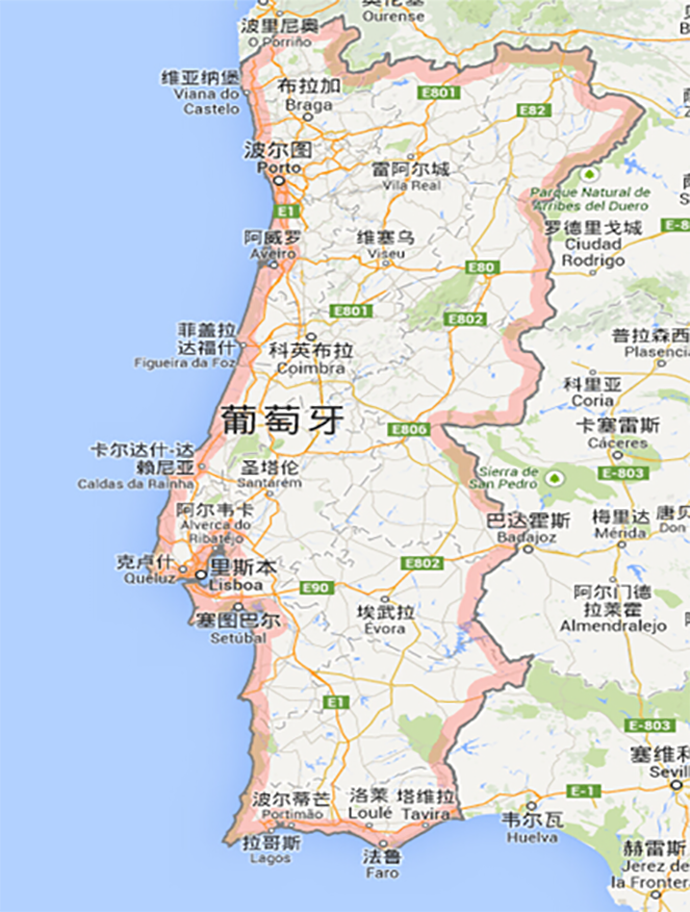 波里尼奥
O Porriño
Ourense
维亚纳堡
Viana do
Castelo
布拉加
Braga
E801
E82
波尔图
Porto
雷阿尔城
Vila Real
Parque Natural de
Arribes del Duero
E1
阿威罗
Aveiro
维塞乌
Viseu
罗德里戈城
Ciudad
Rodrigo
E80
E801
E802
菲盖拉
达福什
Figueira da Foz
科英布拉
Coimbra
普拉森西
Plasencia
科里亚
Coria
葡萄牙
E806
卡塞雷斯
Cáceres
卡尔达什-达
赖尼亚
Caldas da Rainha
圣塔伦
Santarém
Sierra de
San Pedro
E-803
阿尔韦卡
Alverca do
Ribatejo
巴达霍斯
Badajoz
梅里达
Mérida
唐贝
Don
克卢什
Queluz
里斯本
Lisboa
E802
E90
塞图巴尔
Setúbal
埃武拉
Évora
阿尔门德
拉莱霍
Almendralejo
E1
E-803
塞维利
Sevill
波尔蒂芒
Portimão
洛莱
Loulé
塔维拉
Tavira
E-1
韦尔瓦
Huelva
拉哥斯
Lagos
法鲁
Faro
赫雷斯
Jerez de
la Fronter